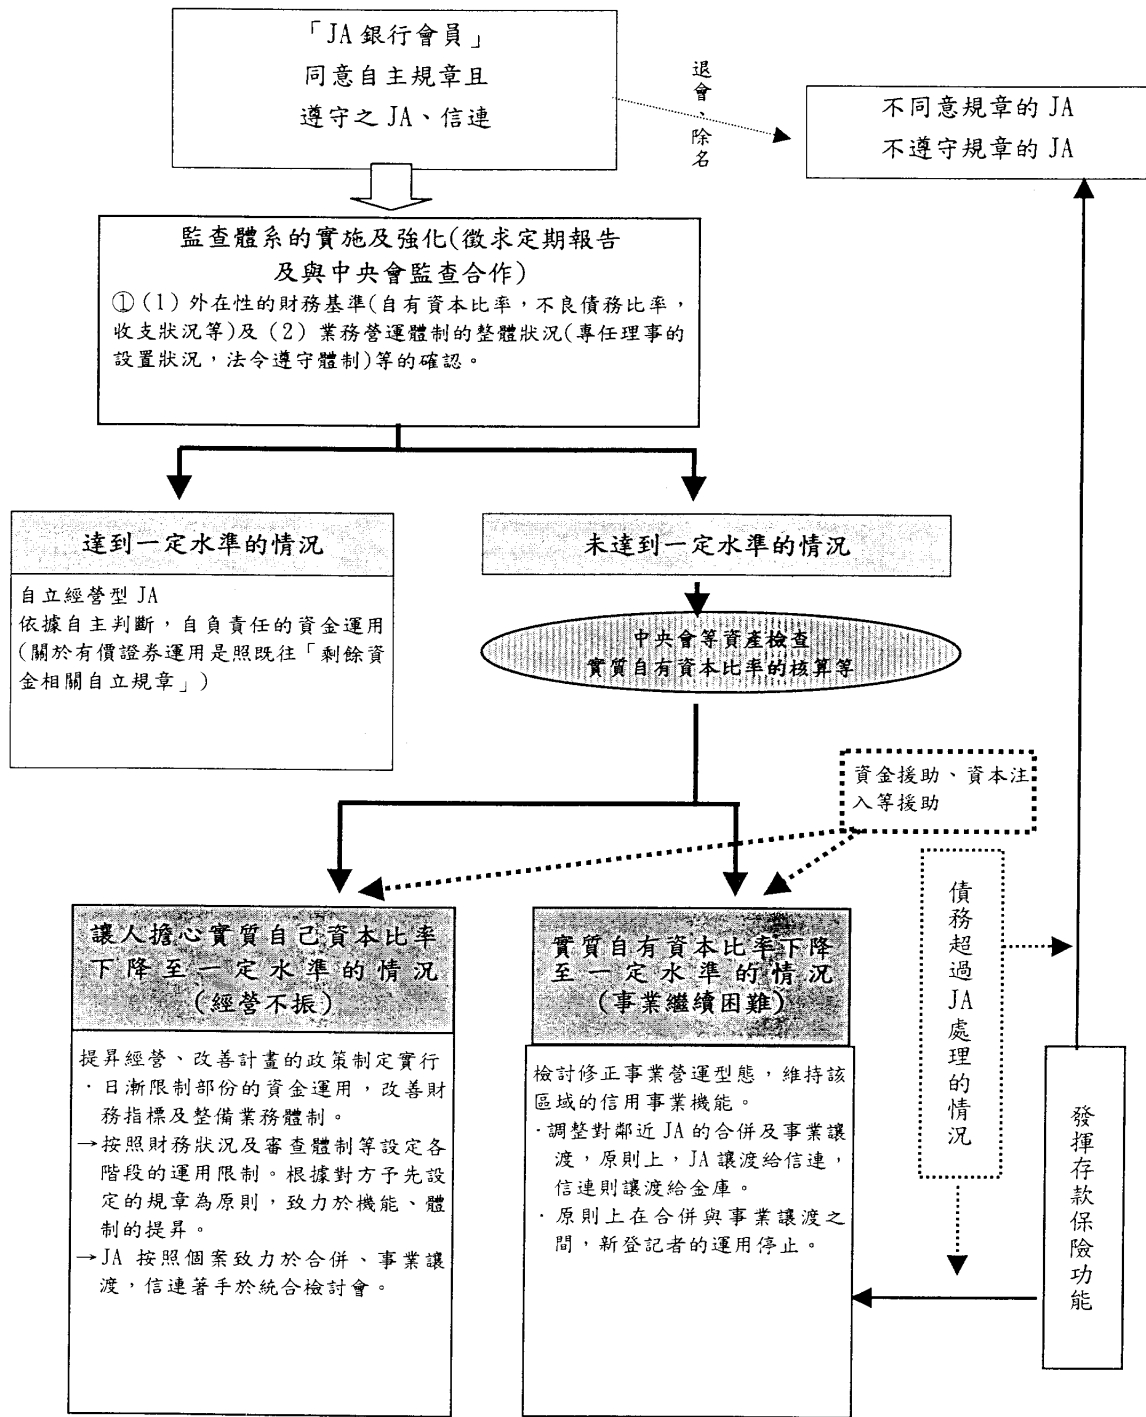 「JA 銀行會員」
同意自主規章且
遵守之 JA、信連
退會、除名
不同意規章的 JA
不遵守規章的 JA
監查體系的實施及強化(徵求定期報告
及與中央會監查合作)
① (1) 外在性的財務基準(自有資本比率，不良債務比率，
收支狀況等)及 (2) 業務營運體制的整體狀況(專任理事的
設置狀況，法令遵守體制)等的確認。
達到一定水準的情況
自立經營型 JA
依據自主判斷，自負責任的資金運用
(關於有價證券運用是照既往「剩餘資
金相關自立規章」)
未達到一定水準的情況
中央會等資產檢查
實質自有資本比率的核算等
資金援助、資本注
入等援助
讓人擔心實質自己資本比率
下降至一定水準的情況
(經營不振)
提昇經營、改善計畫的政策制定實行
‧日漸限制部份的資金運用，改善財
務指標及整備業務體制。
→按照財務狀況及審查體制等設定各
階段的運用限制。根據對方予先設
定的規章為原則，致力於機能、體
制的提昇。
→JA 按照個案致力於合併、事業讓
渡，信連著手於統合檢討會。
實質自有資本比率下降
至一定水準的情況
(事業繼續困難)
檢討修正事業營運型態，維持該
區域的信用事業機能。
‧調整對鄰近 JA 的合併及事業讓
渡，原則上，JA 讓渡給信連，
信連則讓渡給金庫。
‧原則上在合併與事業讓渡之
間，新登記者的運用停止。
債務超過JA處理的情況
發揮存款保險功能